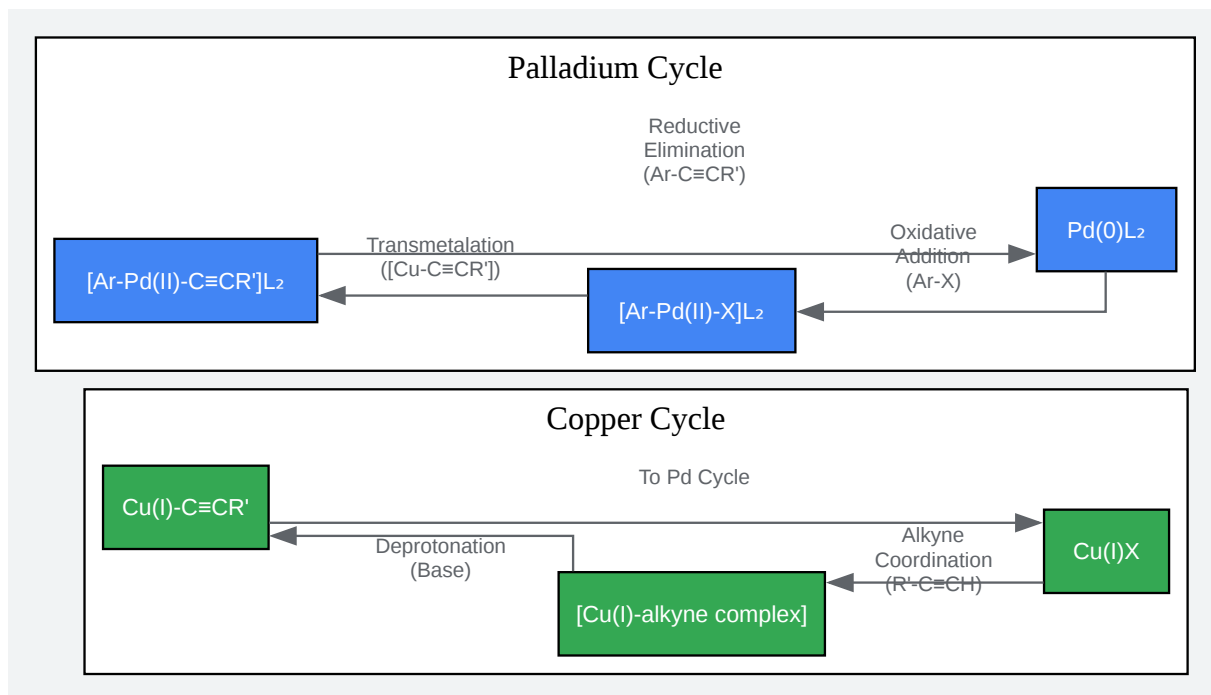 Palladium Cycle
Reductive
Elimination
(Ar-C≡CR')
Pd(0)L₂
Oxidative
Addition
(Ar-X)
Transmetalation
([Cu-C≡CR'])
[Ar-Pd(II)-C≡CR']L₂
[Ar-Pd(II)-X]L₂
Copper Cycle
To Pd Cycle
Cu(I)-C≡CR'
Deprotonation
(Base)
Alkyne
Coordination
(R'-C≡CH)
Cu(I)X
[Cu(I)-alkyne complex]